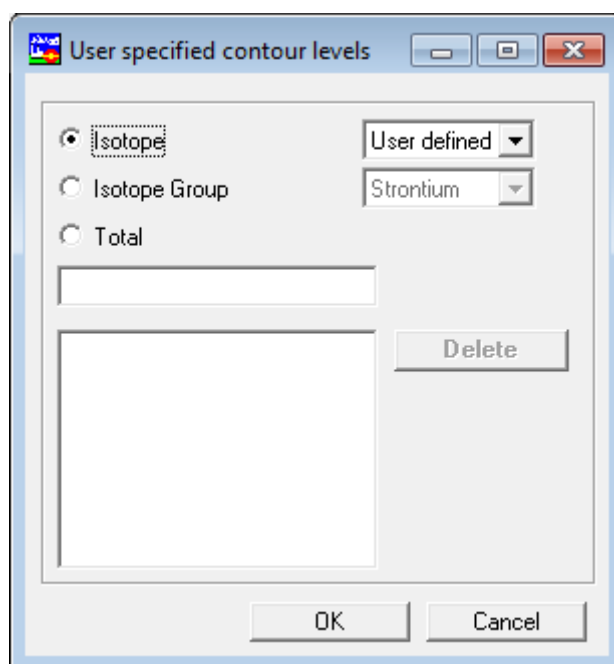 User specified contour levels
Isotope
User defined
Isotope Group
Strontium
Total
Delete
OK
Cancel